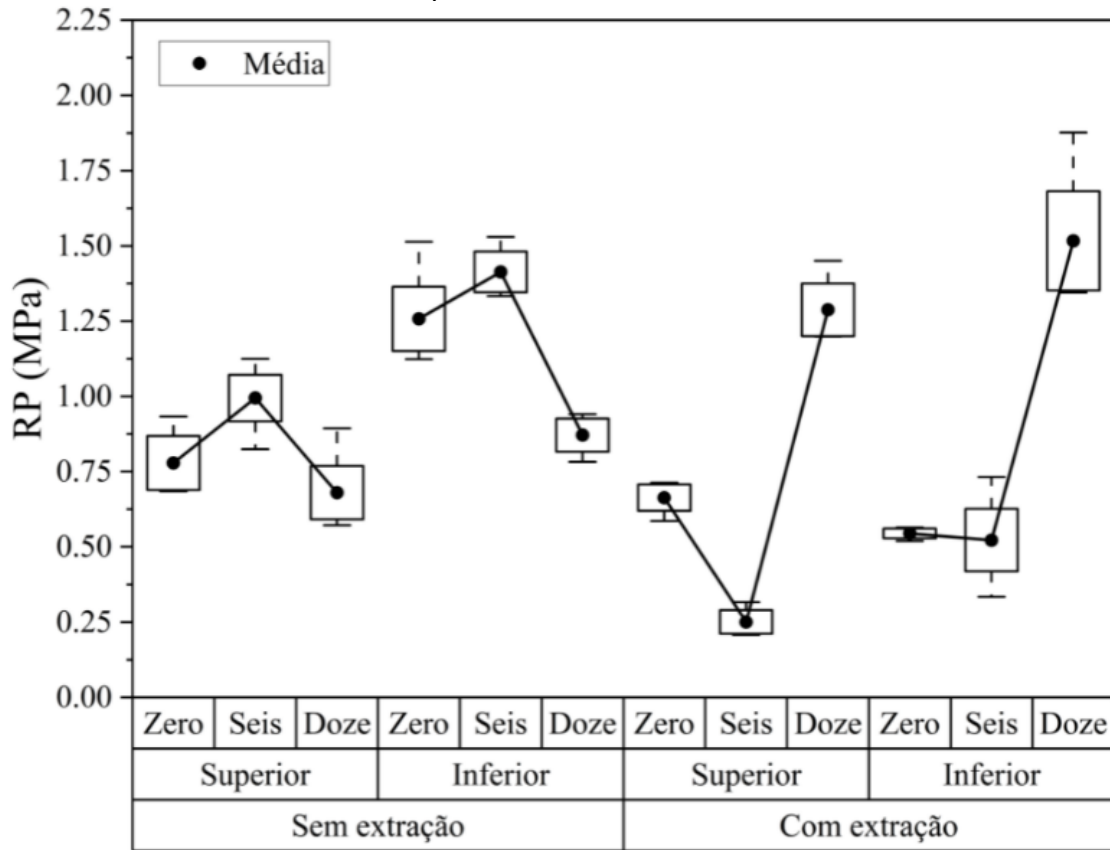 2.25
Média
2.00
1.75
1.50
1.25
1.00
0.75
0.50
0.25
0.00
RP (MPa)
Zero Seis Doze Zero Seis Doze Zero Seis Doze Zero Seis Doze
Superior Inferior Superior Inferior
Sem extração Com extração